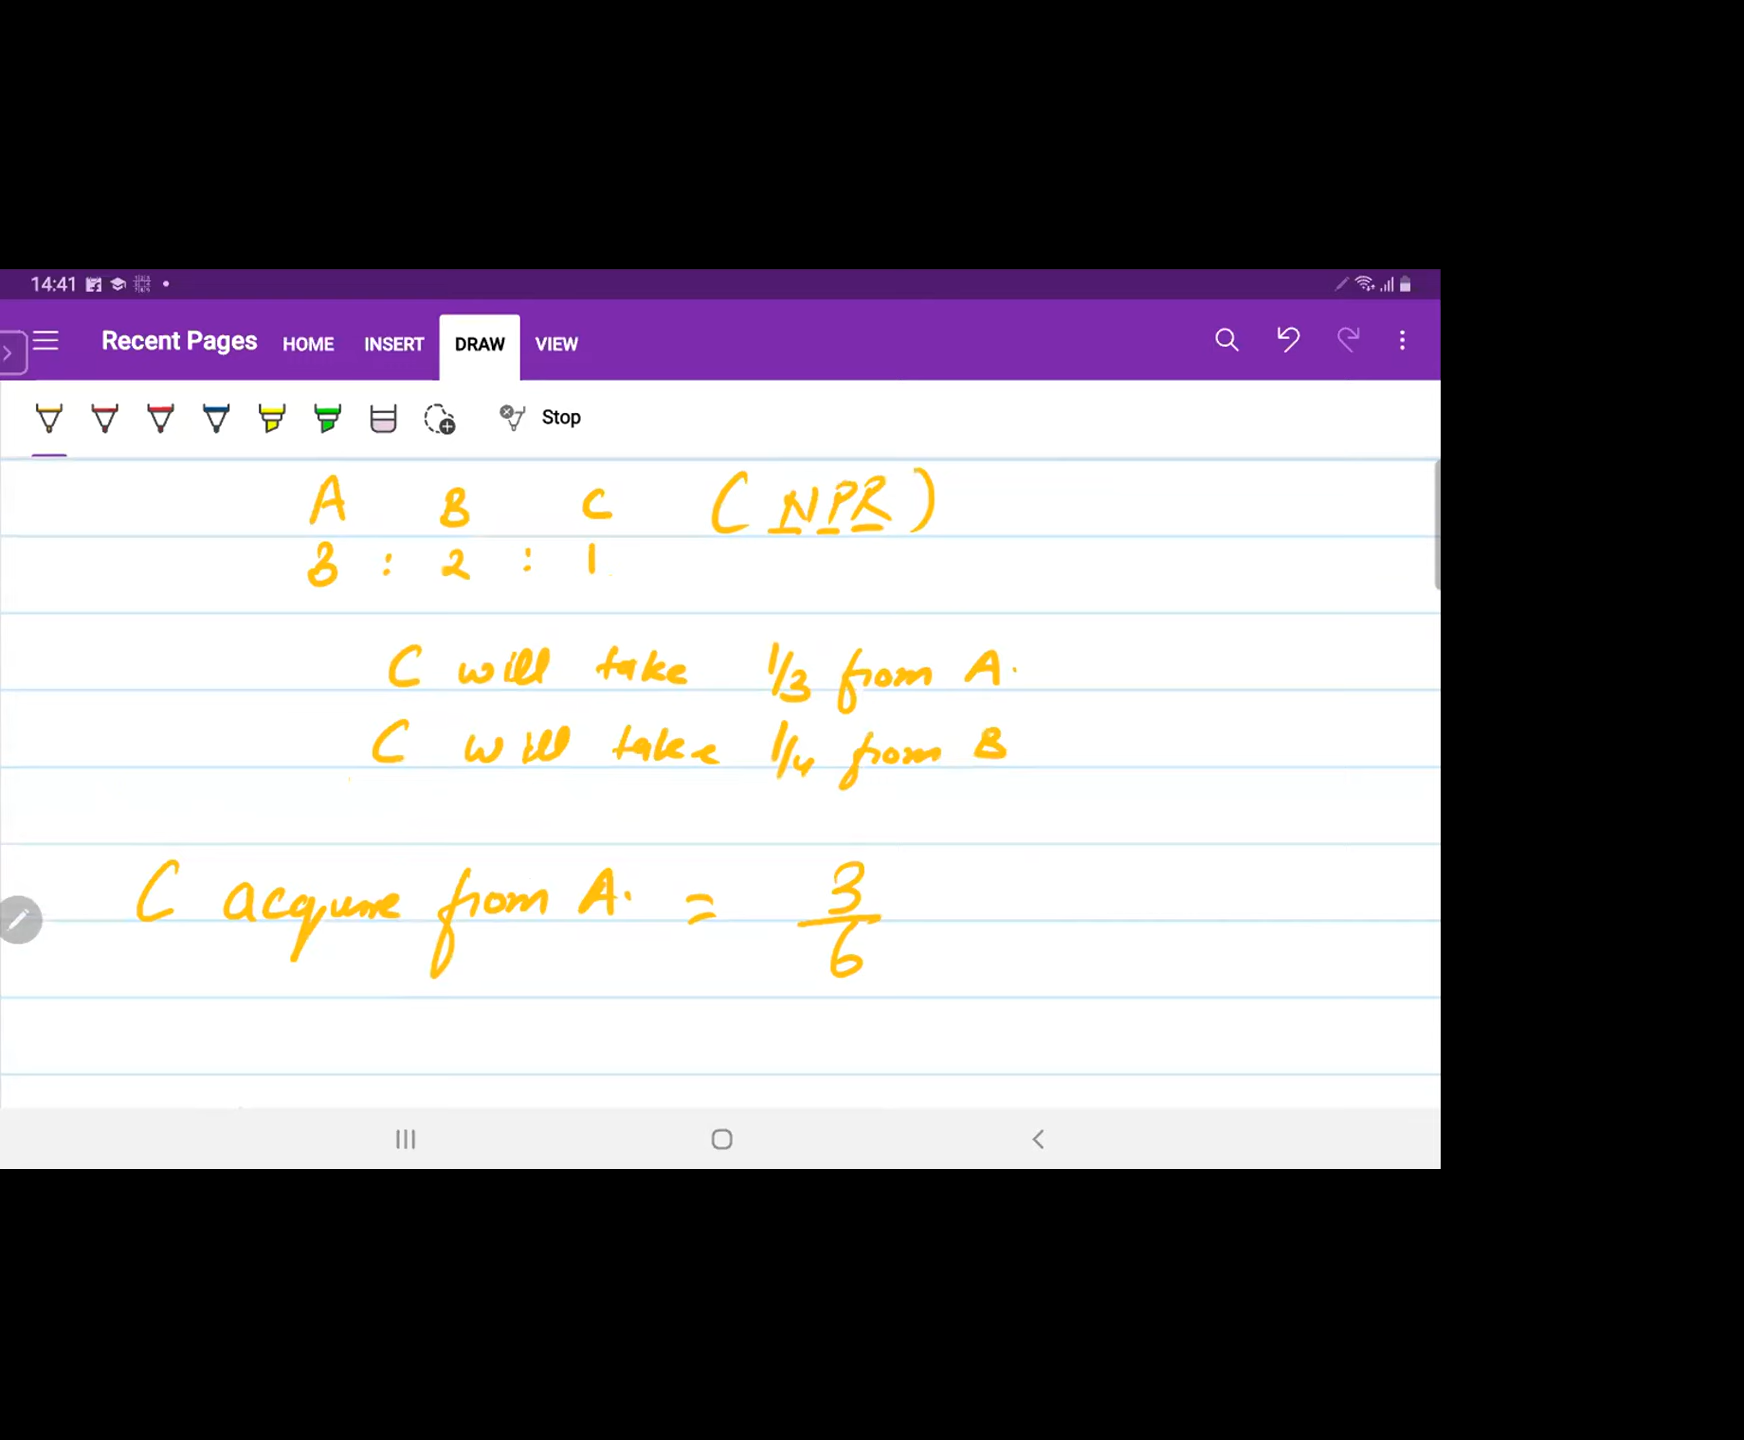 14:41
Recent Pages HOME INSERT DRAW VIEW
Stop
A B C (NPR)
3 : 2 : 1
C will take 1/3 from A.
C will take 1/4 from B
C acquire from A. = 3/6